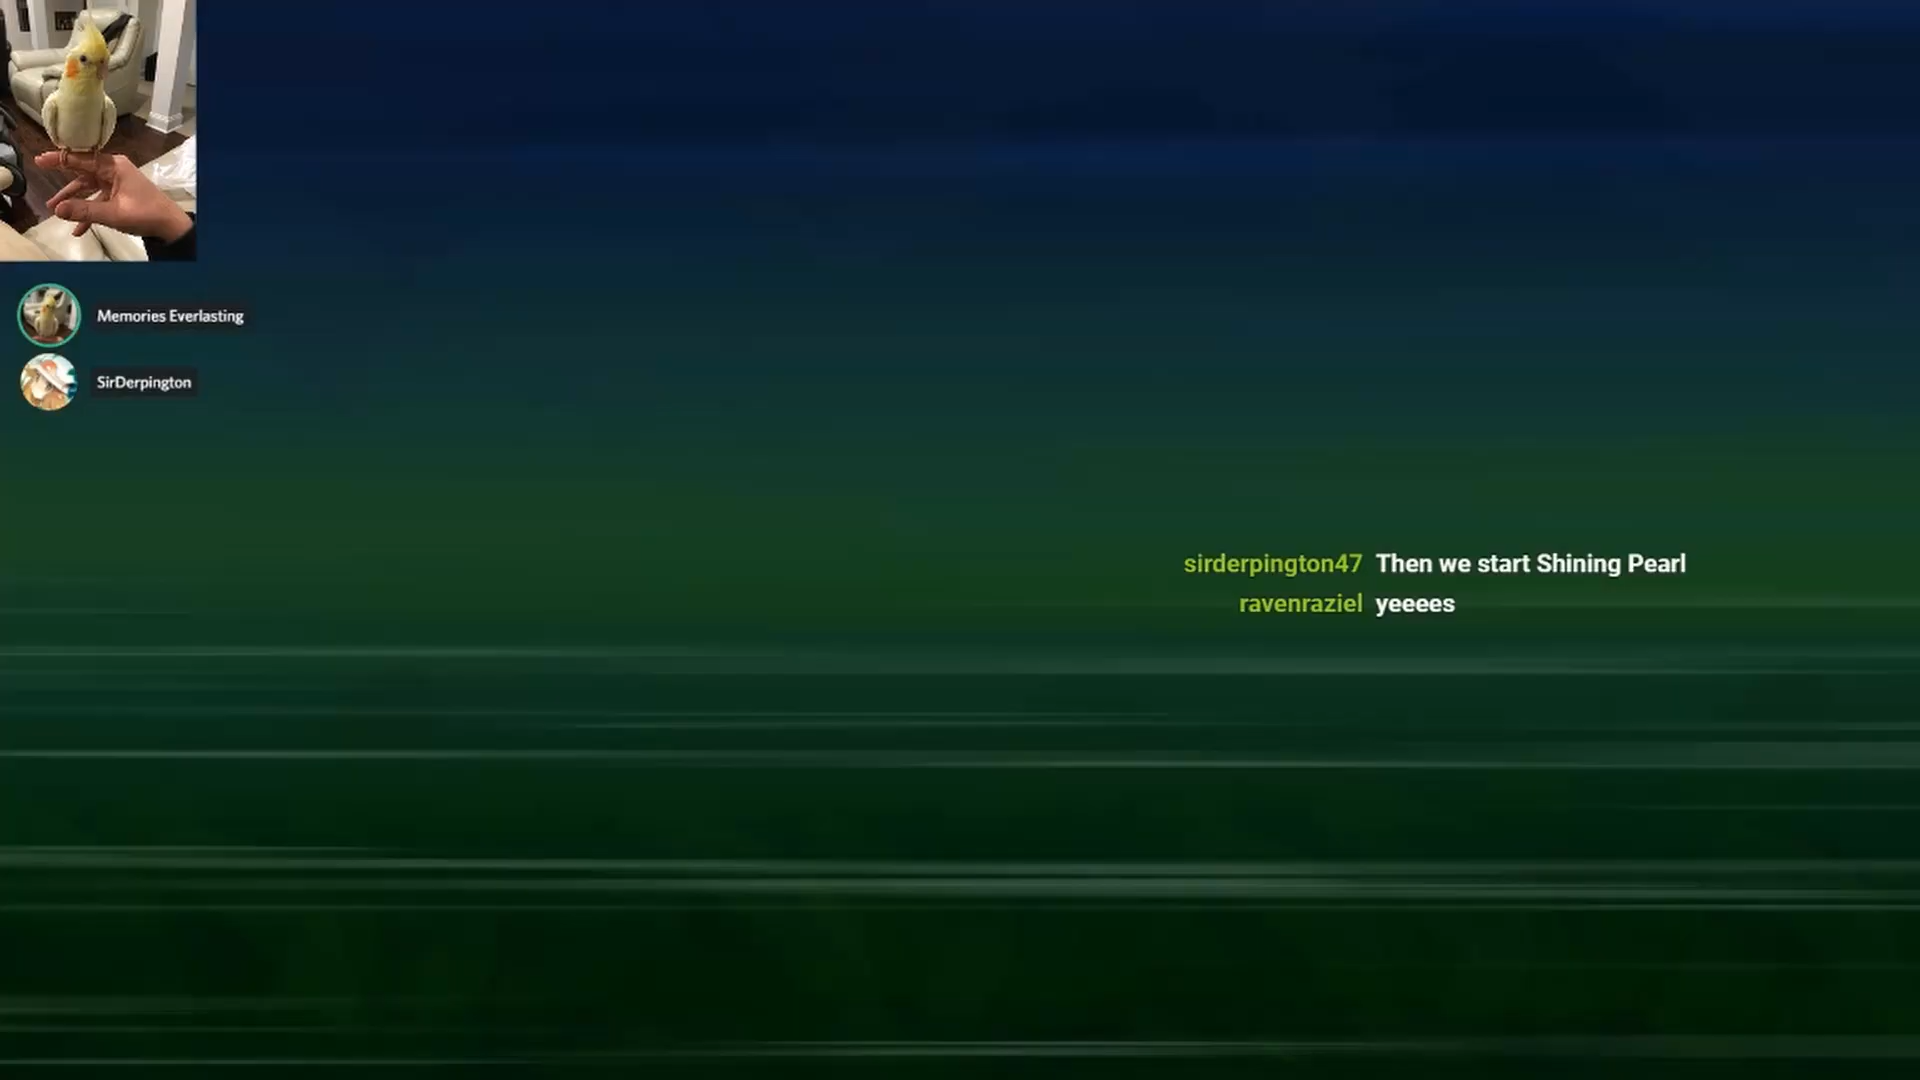 Memories Everlasting
SirDerpington
sirderpington47 Then we start Shining Pearl
ravenraziel yeeees